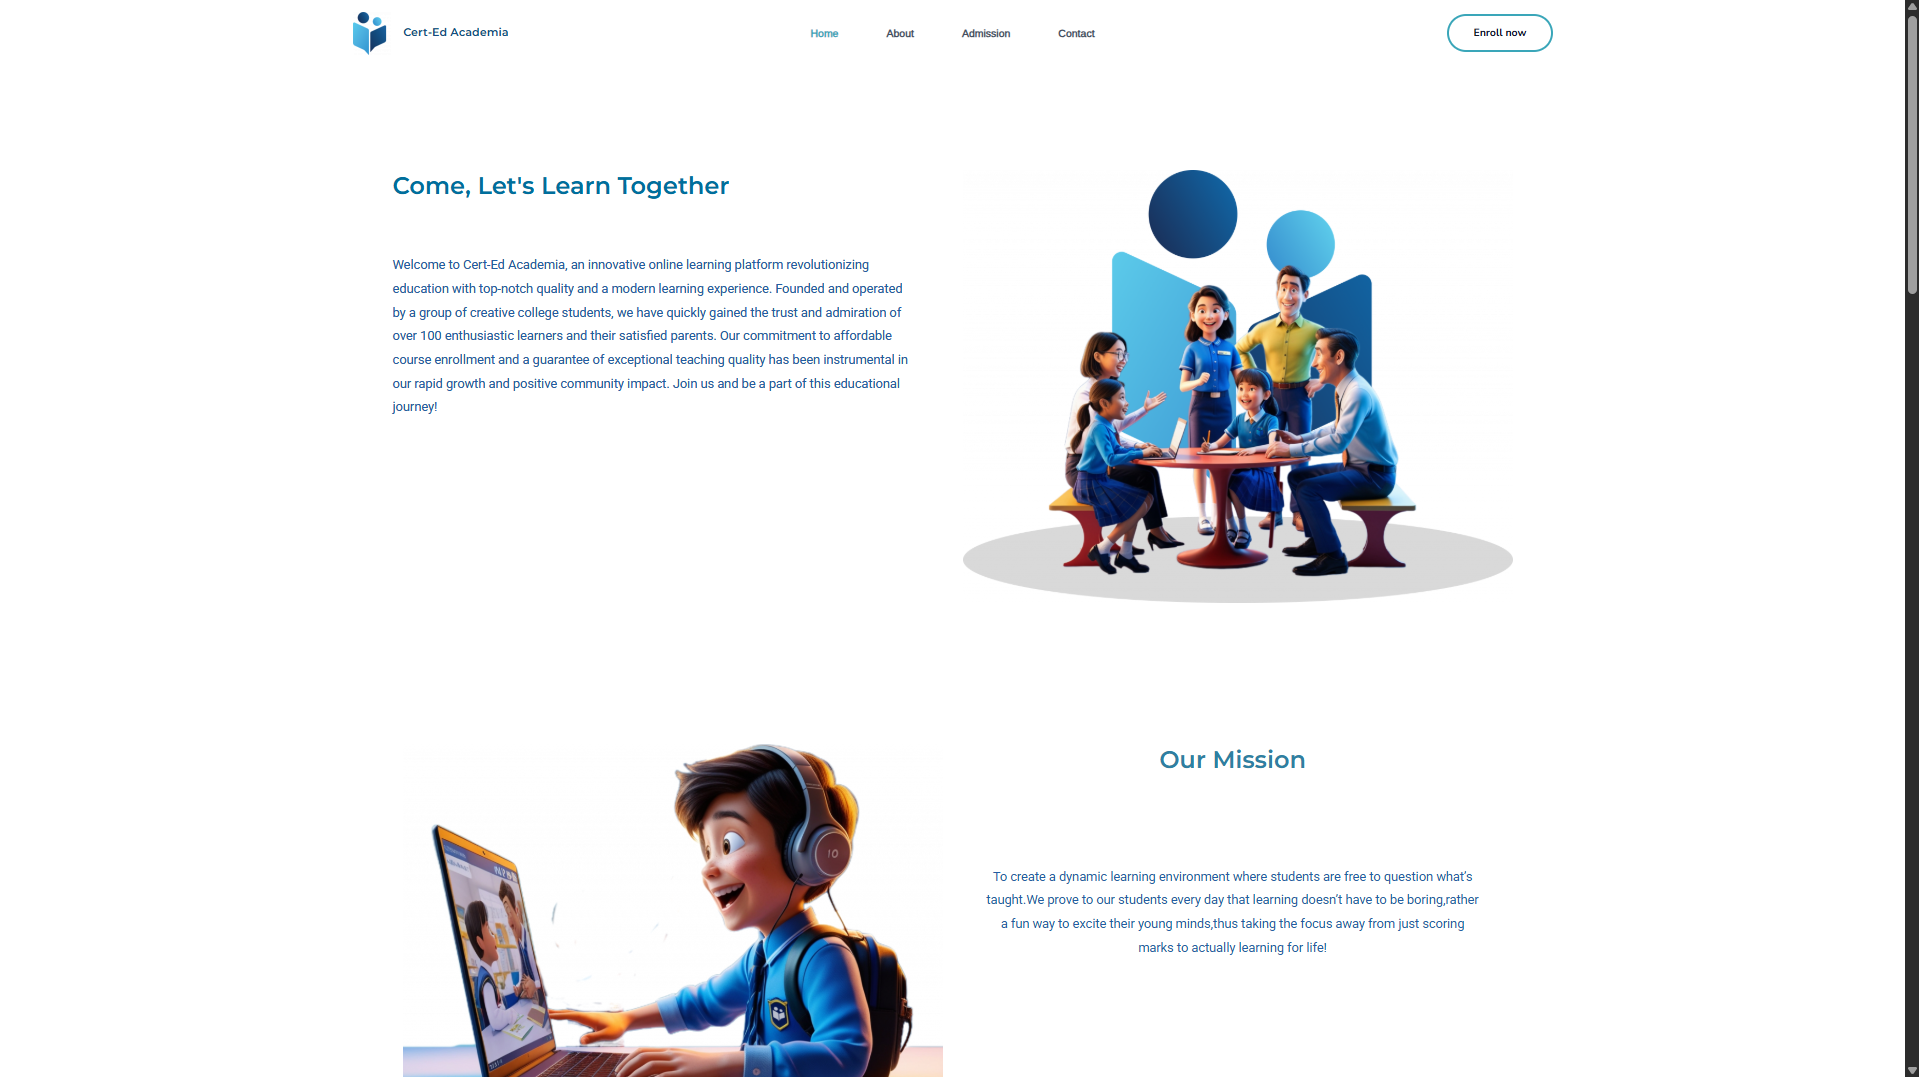 Cert-Ed Academia
Home
About
Admission
Contact
Enroll now
Come, Let's Learn Together
Welcome to Cert-Ed Academia, an innovative online learning platform revolutionizing
education with top-notch quality and a modern learning experience. Founded and operated
by a group of creative college students, we have quickly gained the trust and admiration of
over 100 enthusiastic learners and their satisfied parents. Our commitment to affordable
course enrollment and a guarantee of exceptional teaching quality has been instrumental in
our rapid growth and positive community impact. Join us and be a part of this educational
journey!
Our Mission
To create a dynamic learning environment where students are free to question what's
taught.We prove to our students every day that learning doesn't have to be boring,rather
a fun way to excite their young minds,thus taking the focus away from just scoring
marks to actually learning for life!